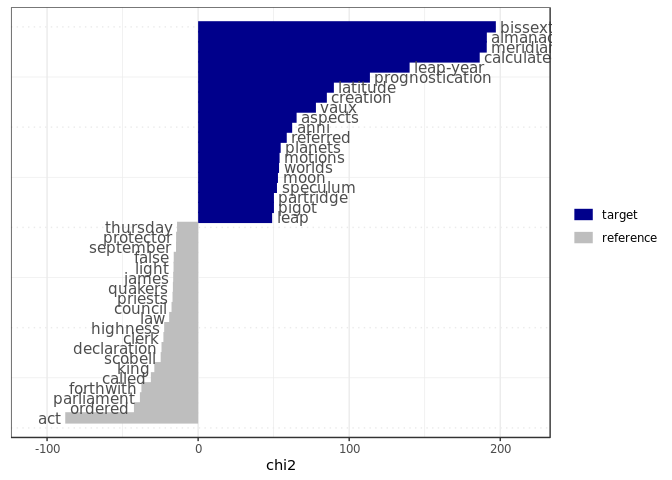 bissext
almanac
meridian
calculate
leap-year
prognostication
latitude
creation
vaux
aspects
anni
referred
planets
motions
worlds
moon
speculum
partridge
pigot
leap
thursday
protector
september
false
light
james
quakers
priests
council
law
highness
clerk
declaration
scobell
king
called
forthwith
parliament
ordered
act
target
reference
-100 0 100 200
chi2